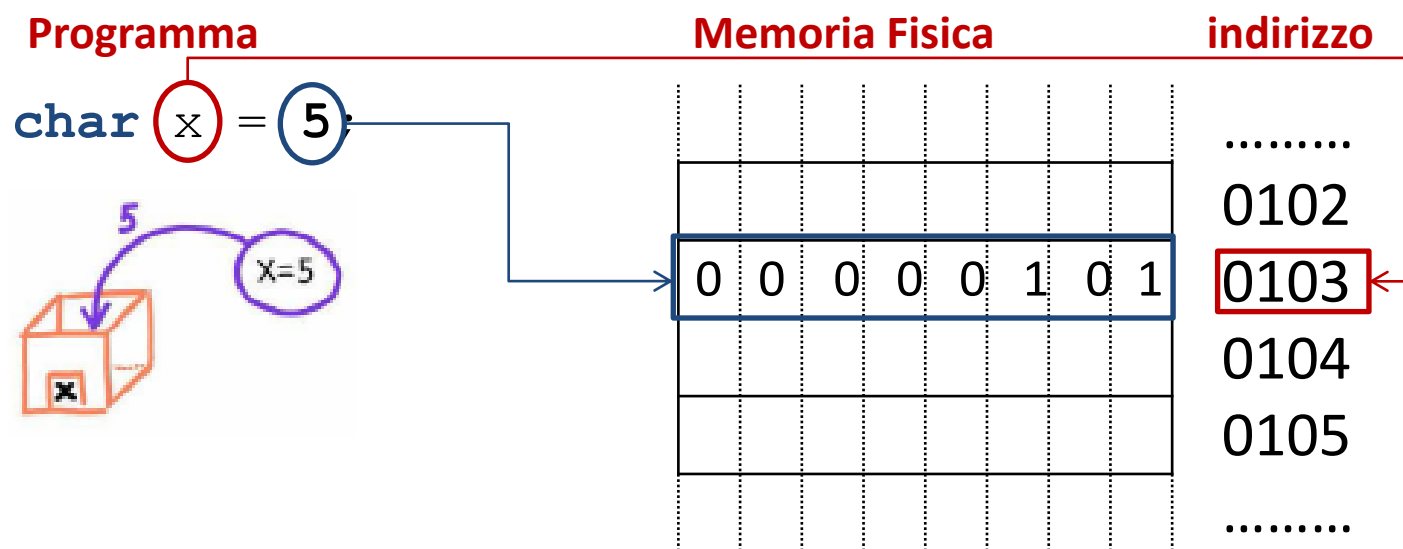 Programma Memoria Fisica indirizzo
char x = 5;
………
0102
5
x=5
0 0 0 0 0 1 0 1 0103
0104
x
0105
………